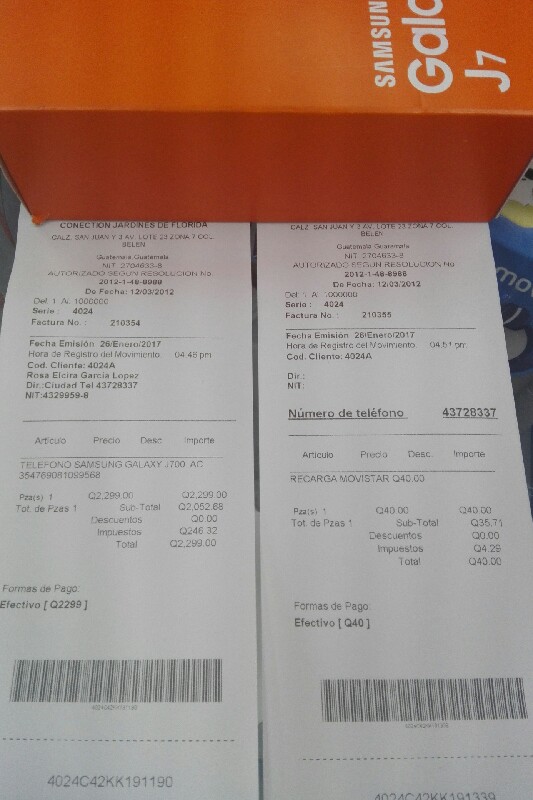 SAMSUN
Gala
J7
CONECTION JARDINES DE FLORIDA
CALZ. SAN JUAN Y 3 AV. LOTE 23 ZONA 7 COL.
BELEN
Guatemala Guatemala
NIT: 2704633-8
AUTORIZADO SEGUN RESOLUCION No
2012-1-48-8988
De Fecha: 12/03/2012
Del: 1 A: 1000000
Serie : 4024
Factura No. : 210354
Fecha Emisión 26/Enero/2017
Hora de Registro del Movimiento. 04:48 pm
Cod. Cliente: 4024A
Rosa Elcira Garcia Lopez
Dir.:Ciudad Tel 43728337
NIT:4329959-8
Articulo Precio Desc. Importe
TELEFONO SAMSUNG GALAXY J700 AC
354769081099568
Pza(s) 1 Q2,299.00 Q2,299.00
Tot. de Pzas 1 Sub-Total Q2,052.68
Descuentos Q0.00
Impuestos Q246.32
Total Q2,299.00
Formas de Pago:
Efectivo [ Q2299 ]
4024C42KK191190
4024C42KK191190
CALZ. SAN JUAN Y 3 AV. LOTE 23 ZONA 7 COL.
BELEN
Guatemala Guatemala
NIT: 2704633-8
AUTORIZADO SEGUN RESOLUCION No
2012-1-48-8988
De Fecha: 12/03/2012
Del: 1 A: 1000000
Serie : 4024
Factura No. : 210355
Fecha Emisión 26/Enero/2017
Hora de Registro del Movimiento. 04:51 pm
Cod. Cliente: 4024A
Dir.:
NIT:
Número de teléfono 43728337
Articulo Precio Desc. Importe
RECARGA MOVISTAR Q40.00
Pza(s) 1 Q40.00 Q40.00
Tot. de Pzas 1 Sub-Total Q35.71
Descuentos Q0.00
Impuestos Q4.29
Total Q40.00
Formas de Pago:
Efectivo [ Q40 ]
4024C42KK191339
mo